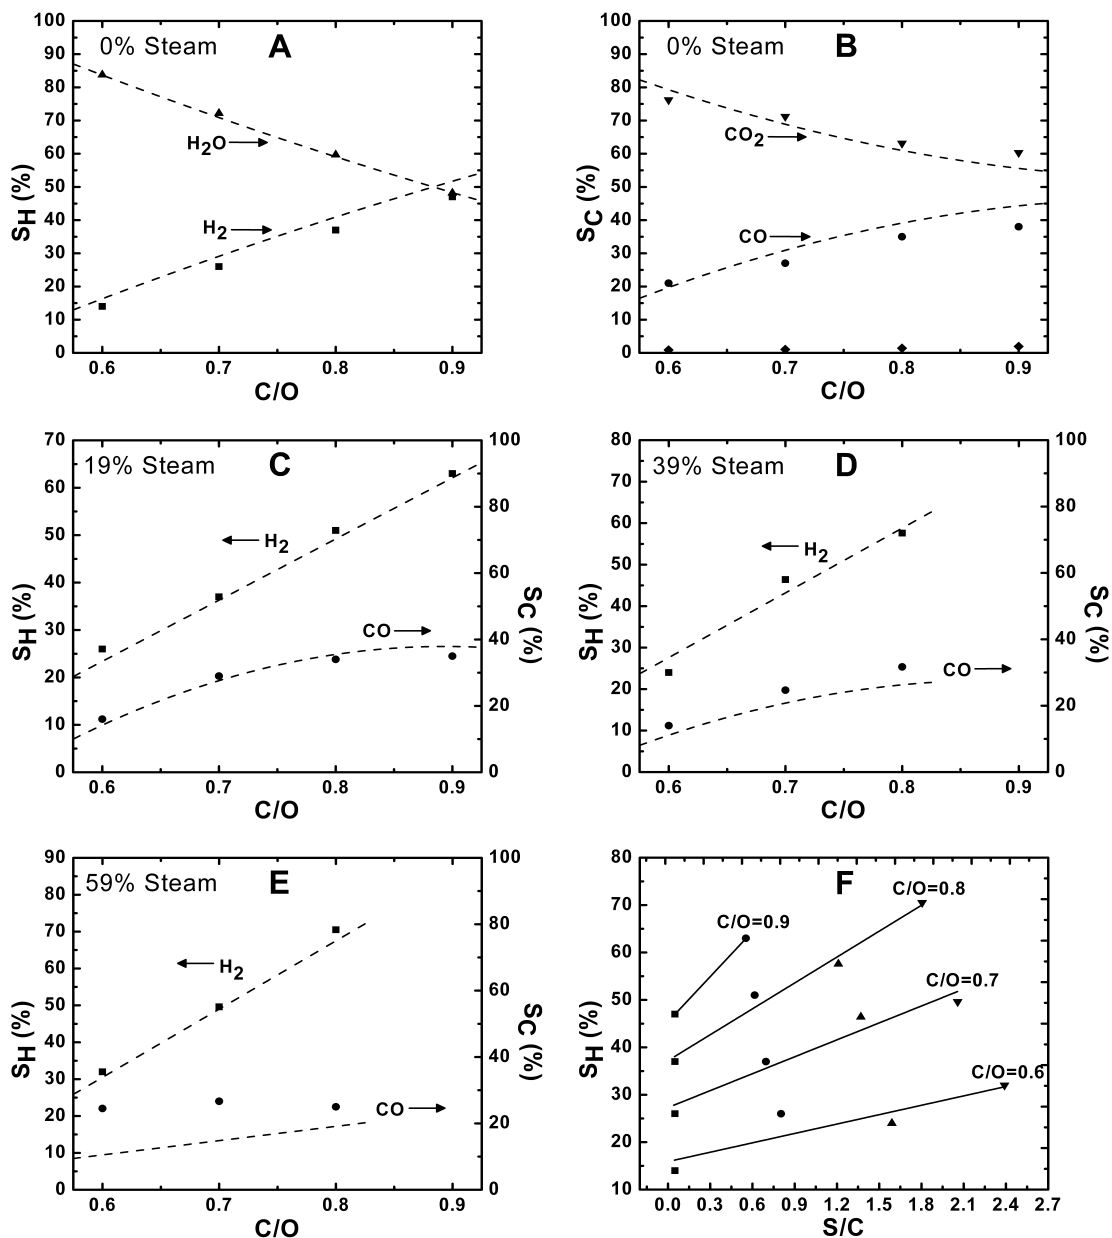 0% Steam A
H2O
H2
SH (%)
100
90
80
70
60
50
40
30
20
10
0
0.6 0.7 0.8 0.9
C/O
0% Steam B
CO2
CO
SC (%)
100
90
80
70
60
50
40
30
20
10
0
0.6 0.7 0.8 0.9
C/O
19% Steam C
H2
CO
SH (%)
70
60
50
40
30
20
10
0
SC (%)
100
80
60
40
20
0
0.6 0.7 0.8 0.9
C/O
39% Steam D
H2
CO
SH (%)
80
70
60
50
40
30
20
10
0
SC (%)
100
80
60
40
20
0
0.6 0.7 0.8 0.9
C/O
59% Steam E
H2
CO
SH (%)
90
80
70
60
50
40
30
20
10
0
SC (%)
100
80
60
40
20
0
0.6 0.7 0.8 0.9
C/O
F
C/O=0.8
C/O=0.9
C/O=0.7
C/O=0.6
SH (%)
80
70
60
50
40
30
20
10
0.0 0.3 0.6 0.9 1.2 1.5 1.8 2.1 2.4 2.7
S/C